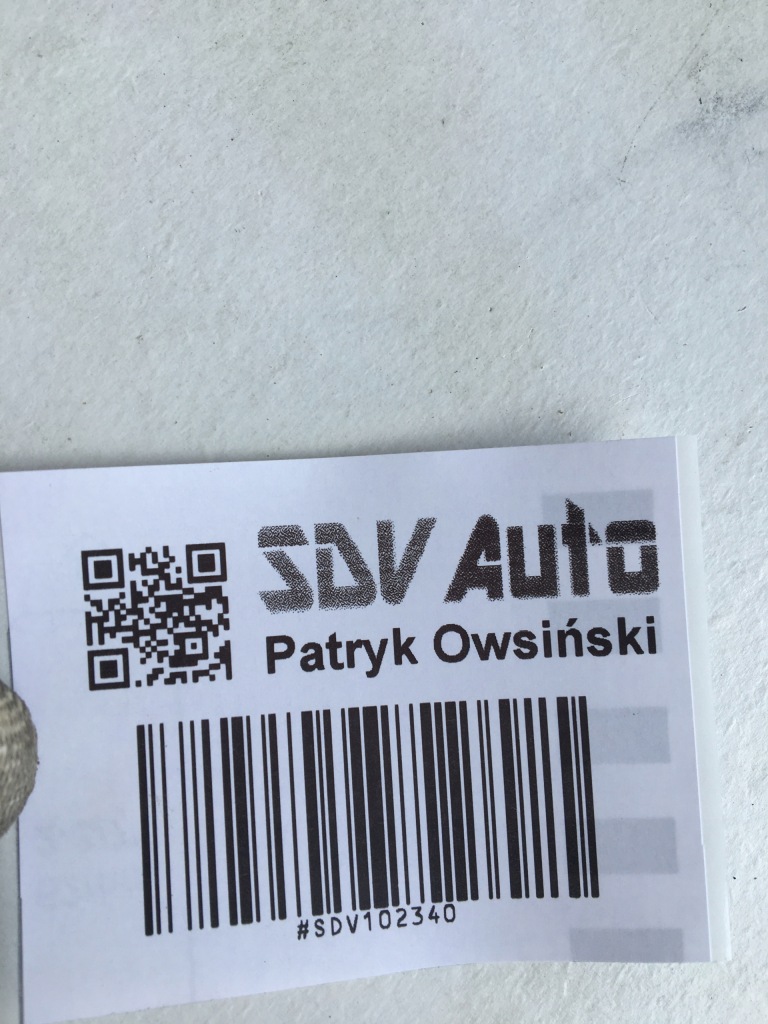 SDV Auto
Patryk Owsiński
#SDV102340